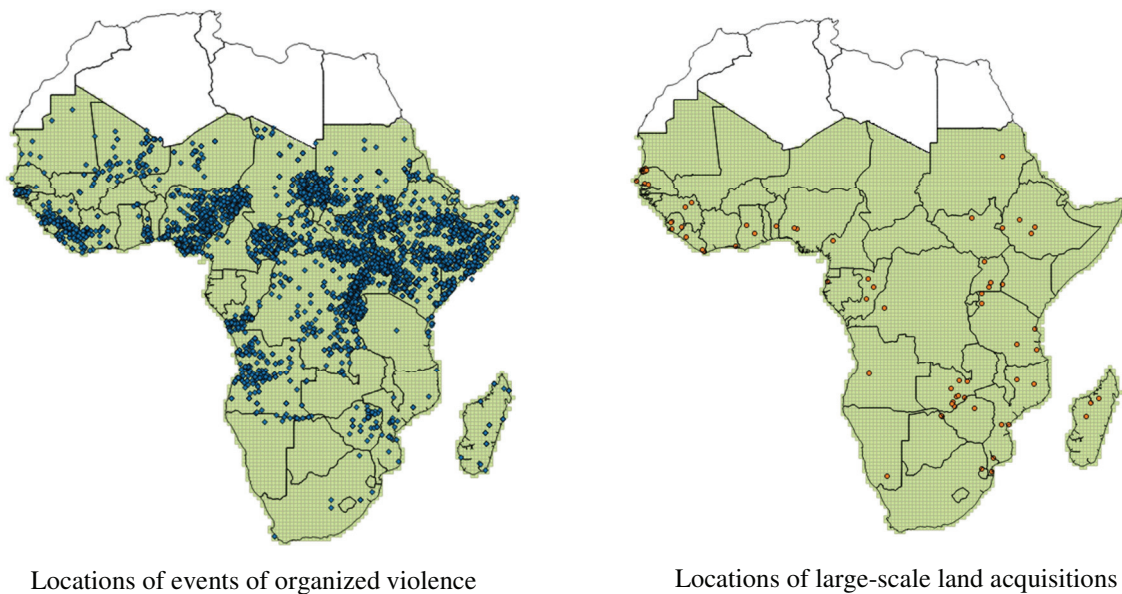 Locations of events of organized violence
Locations of large-scale land acquisitions